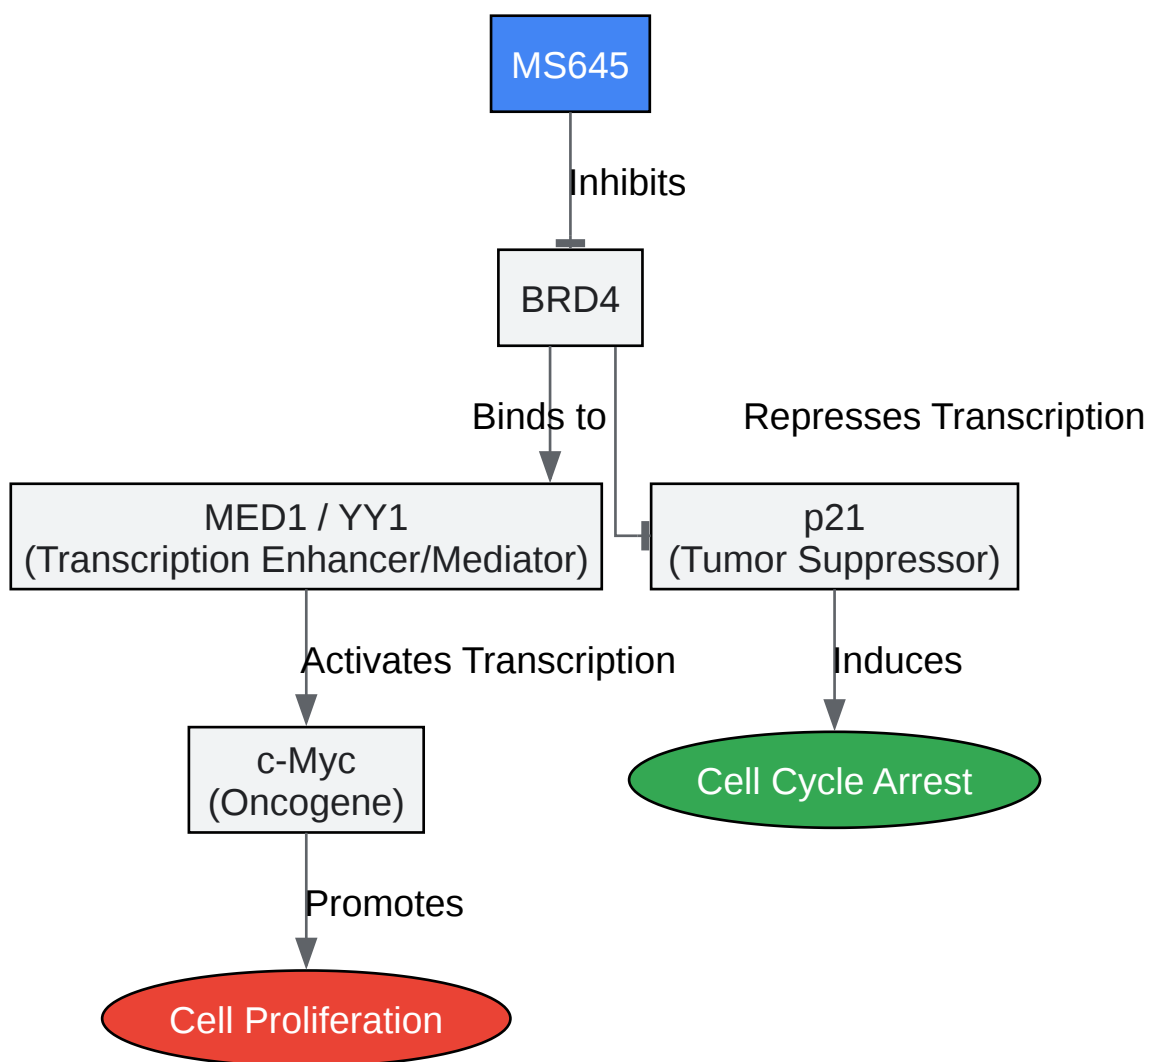 MS645
Inhibits
BRD4
Binds to
Represses Transcription
MED1 / YY1
(Transcription Enhancer/Mediator)
p21
(Tumor Suppressor)
Activates Transcription
Induces
c-Myc
(Oncogene)
Cell Cycle Arrest
Promotes
Cell Proliferation